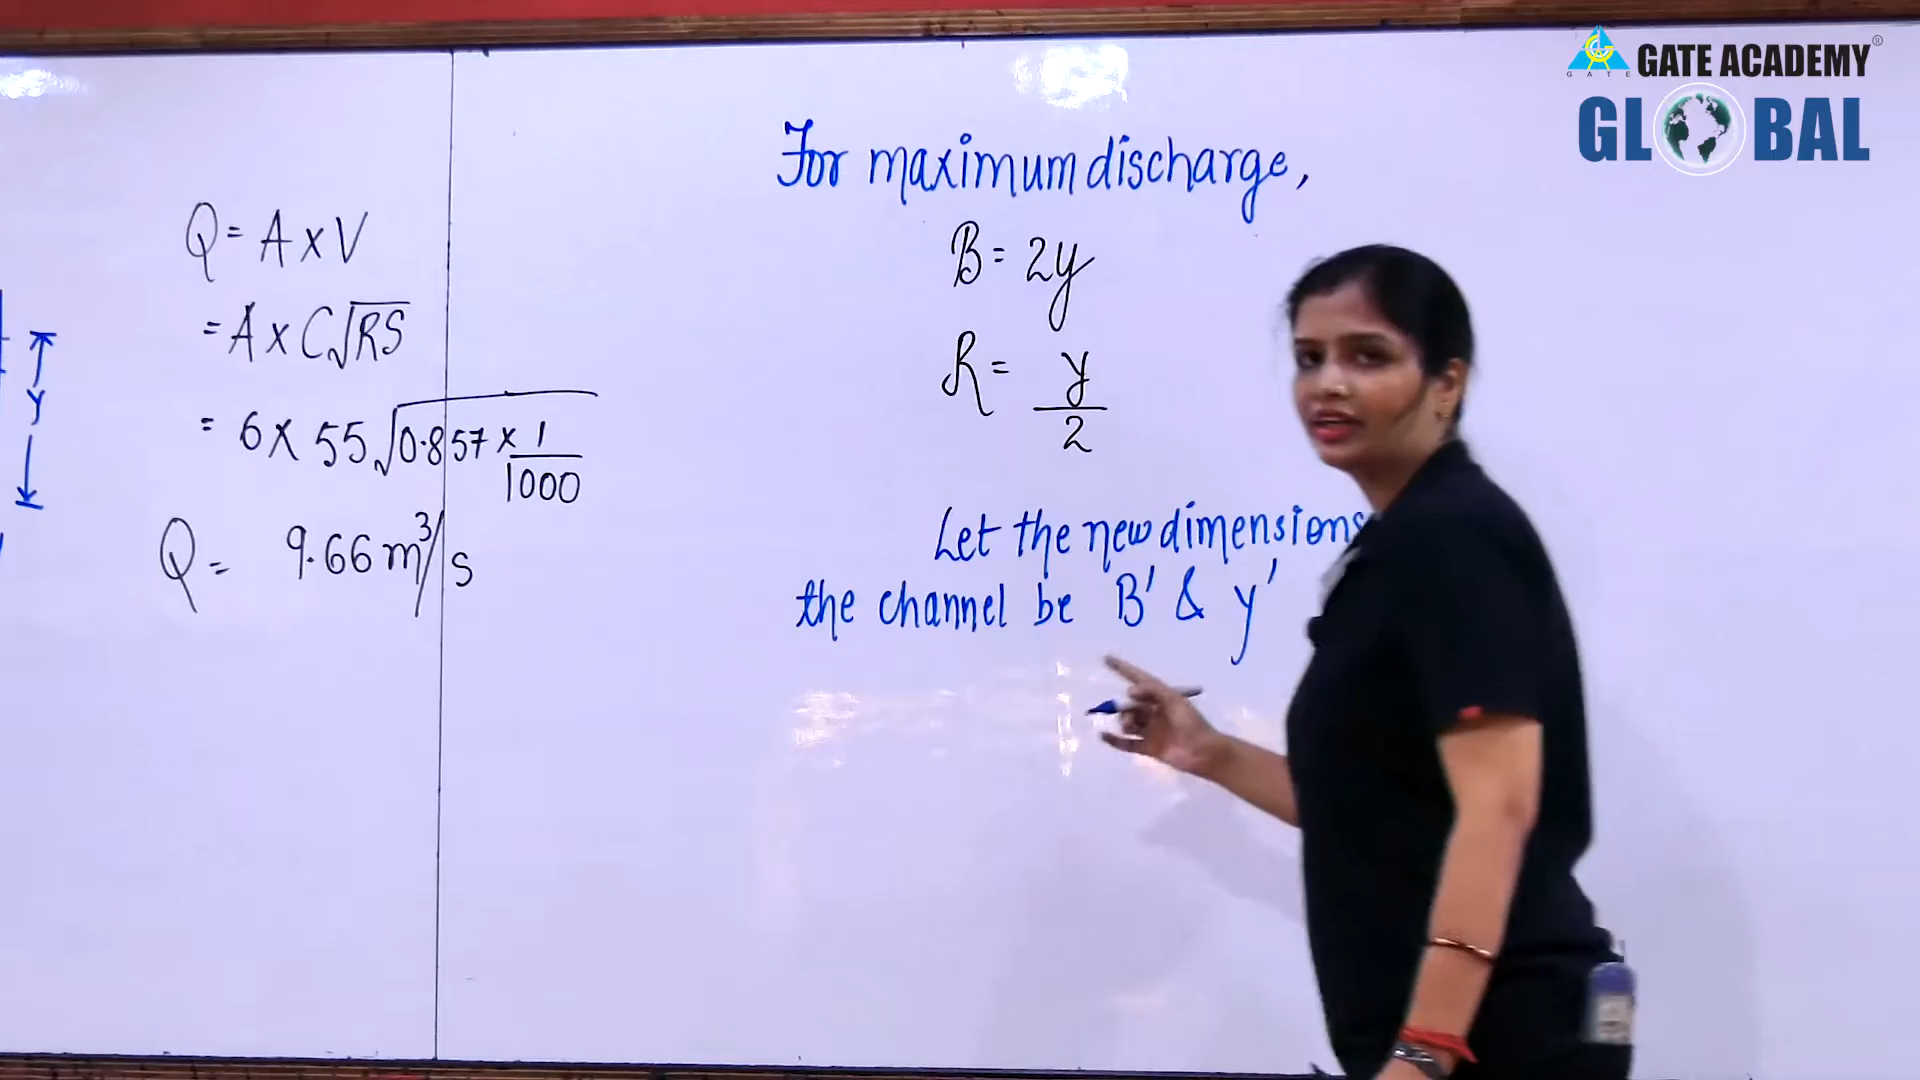 GATE
GATE ACADEMY®
GLOBAL
Q = A x V
= A x C√RS
= 6 x 55 √0.857 x 1/1000
Q = 9.66 m³/s
y
For maximum discharge,
B = 2y
R = y/2
Let the new dimensions
the channel be B' & y'